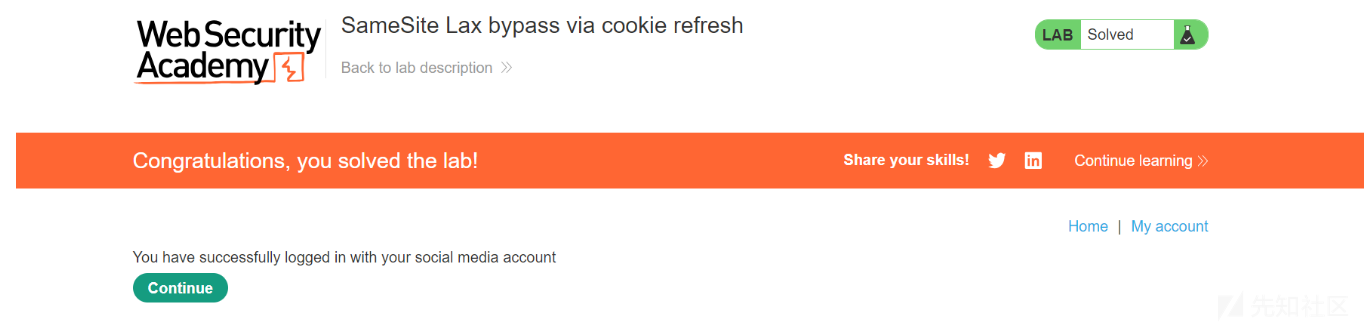 Web Security
Academy
SameSite Lax bypass via cookie refresh
Back to lab description
LAB Solved
Congratulations, you solved the lab!
Share your skills!
Continue learning
Home | My account
You have successfully logged in with your social media account
Continue
先知社区